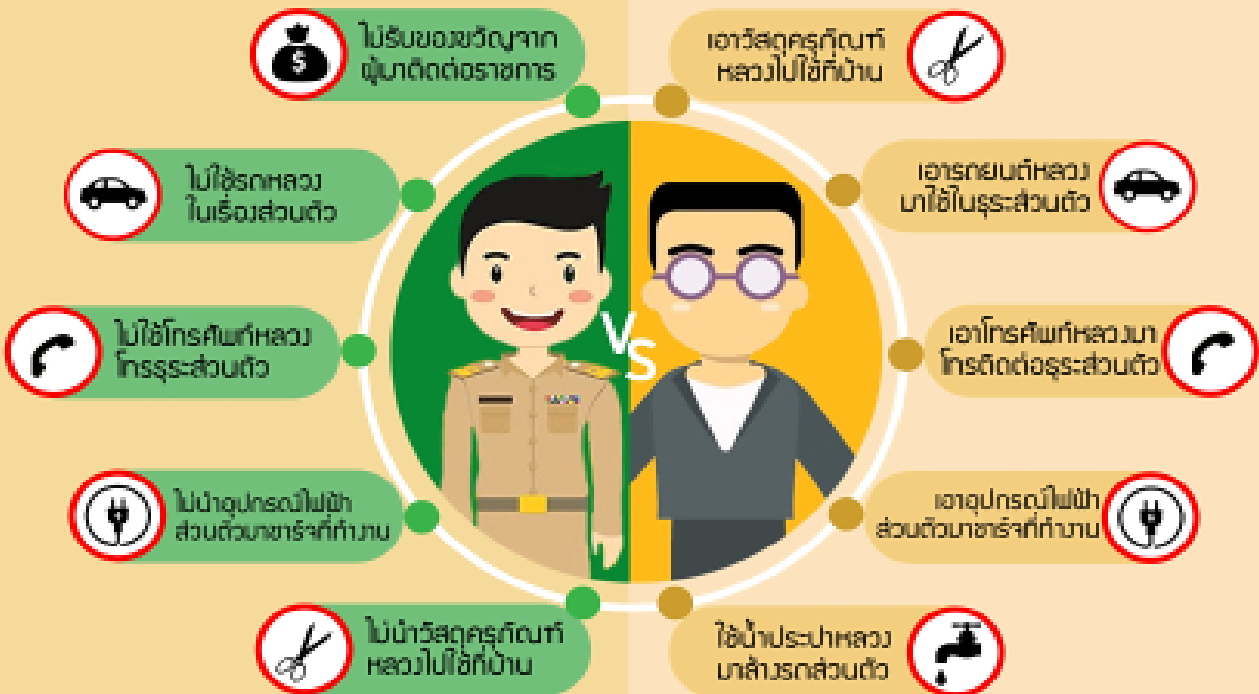 ไม่รับของขวัญจาก
ผู้มาติดต่อราชการ
ไม่ใช้รถหลวง
ในเรื่องส่วนตัว
ไม่ใช้โทรศัพท์หลวง
โทรธุระส่วนตัว
ไม่นำอุปกรณ์ไฟฟ้า
ส่วนตัวมาชาร์จที่ทำงาน
ไม่นำวัสดุครุภัณฑ์
หลวงไปใช้ที่บ้าน
VS
เอาวัสดุครุภัณฑ์
หลวงไปใช้ที่บ้าน
เอารถยนต์หลวง
มาใช้ในธุระส่วนตัว
เอาโทรศัพท์หลวงมา
โทรติดต่อธุระส่วนตัว
เอาอุปกรณ์ไฟฟ้า
ส่วนตัวมาชาร์จที่ทำงาน
ใช้น้ำประปาหลวง
มาล้างรถส่วนตัว